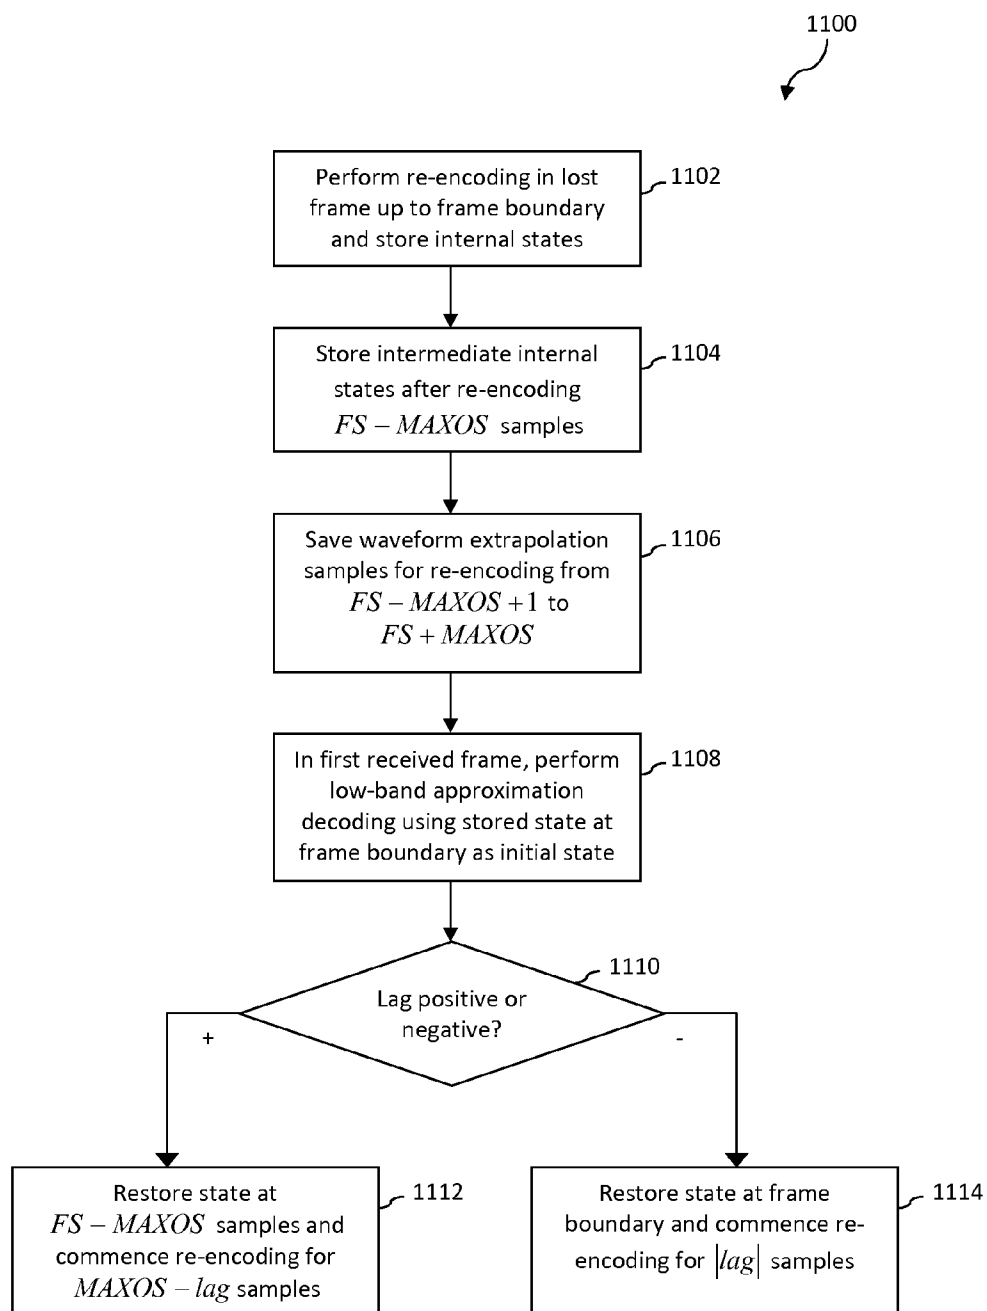 1100
Perform re-encoding in lost
frame up to frame boundary
and store internal states
1102
Store intermediate internal
states after re-encoding
FS – MAXOS samples
1104
Save waveform extrapolation
samples for re-encoding from
FS – MAXOS +1 to
FS + MAXOS
1106
In first received frame, perform
low-band approximation
decoding using stored state at
frame boundary as initial state
1108
Lag positive or
negative?
1110
+
-
Restore state at
FS – MAXOS samples and
commence re-encoding for
MAXOS – lag samples
1112
Restore state at frame
boundary and commence re-
encoding for |lag| samples
1114